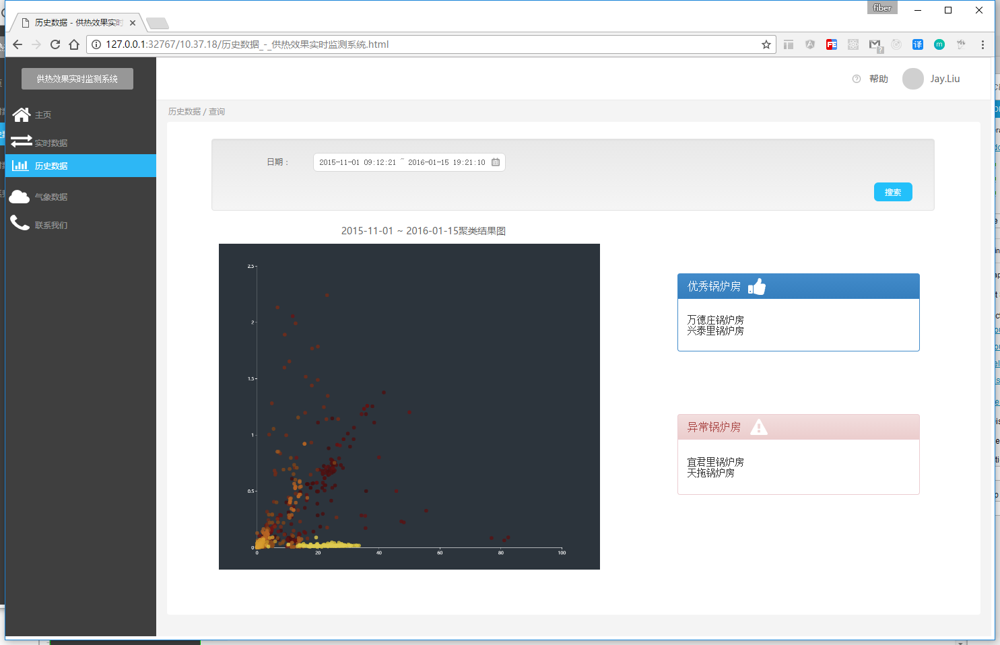 fiber
历史数据 - 供热效果实时
127.0.0.1:32767/10.37.18/历史数据_-_供热效果实时监测系统.html
供热效果实时监测系统
帮助
Jay.Liu
主页
实时数据
历史数据
气象数据
联系我们
历史数据 / 查询
日期：
2015-11-01 09:12:21 ~ 2016-01-15 19:21:10
搜索
2015-11-01 ~ 2016-01-15聚类结果图
2.5
2
1.5
1
0.5
0
0 20 40 60 80 100
优秀锅炉房
万德庄锅炉房
兴泰里锅炉房
异常锅炉房
宜君里锅炉房
天拖锅炉房